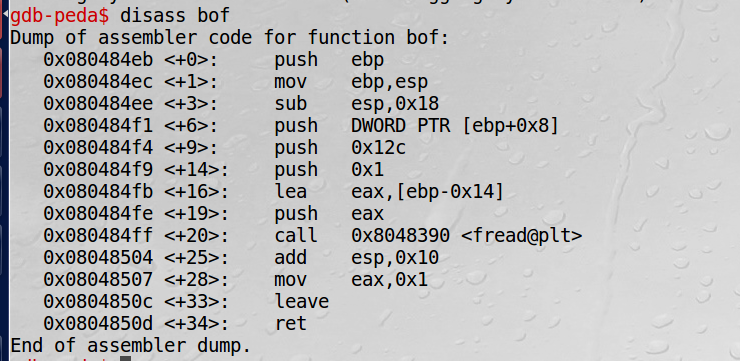 gdb-peda$ disass bof
Dump of assembler code for function bof:
   0x080484eb <+0>:     push   ebp
   0x080484ec <+1>:     mov    ebp,esp
   0x080484ee <+3>:     sub    esp,0x18
   0x080484f1 <+6>:     push   DWORD PTR [ebp+0x8]
   0x080484f4 <+9>:     push   0x12c
   0x080484f9 <+14>:    push   0x1
   0x080484fb <+16>:    lea    eax,[ebp-0x14]
   0x080484fe <+19>:    push   eax
   0x080484ff <+20>:    call   0x8048390 <fread@plt>
   0x08048504 <+25>:    add    esp,0x10
   0x08048507 <+28>:    mov    eax,0x1
   0x0804850c <+33>:    leave
   0x0804850d <+34>:    ret
End of assembler dump.